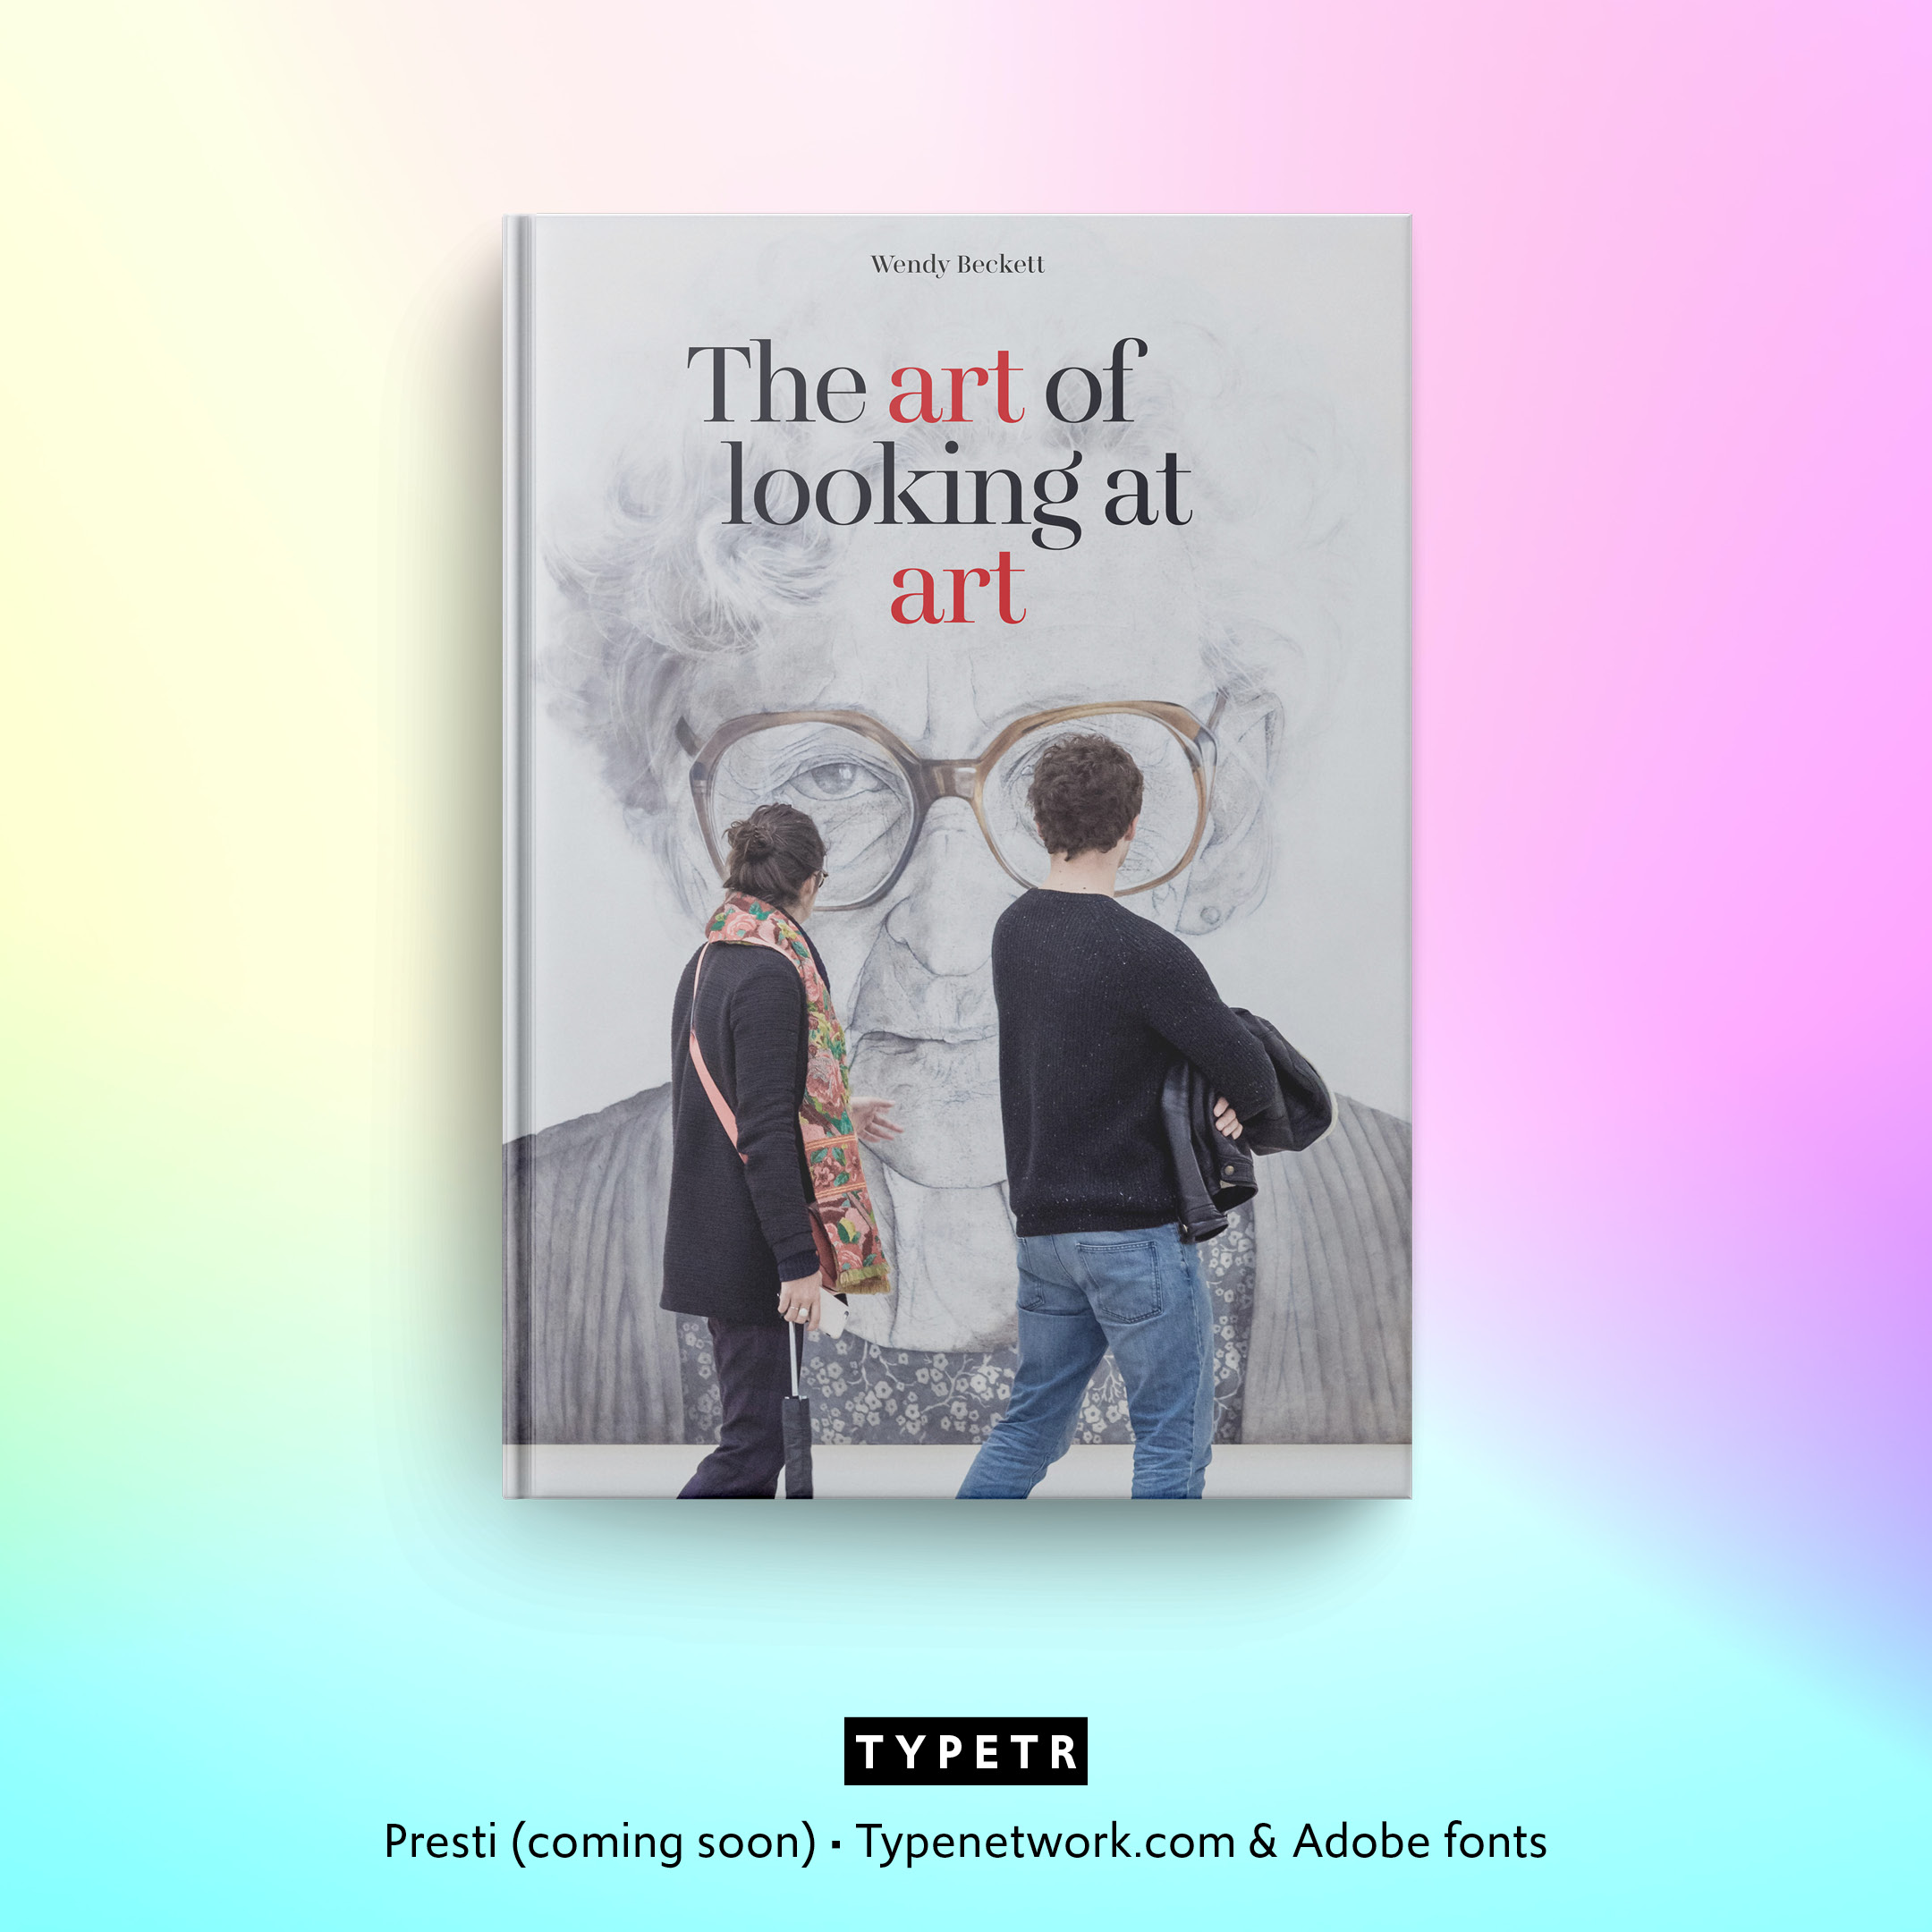 Wendy Beckett
The art of
looking at
art
TYPETR
Presti (coming soon) ▪ Typenetwork.com & Adobe fonts